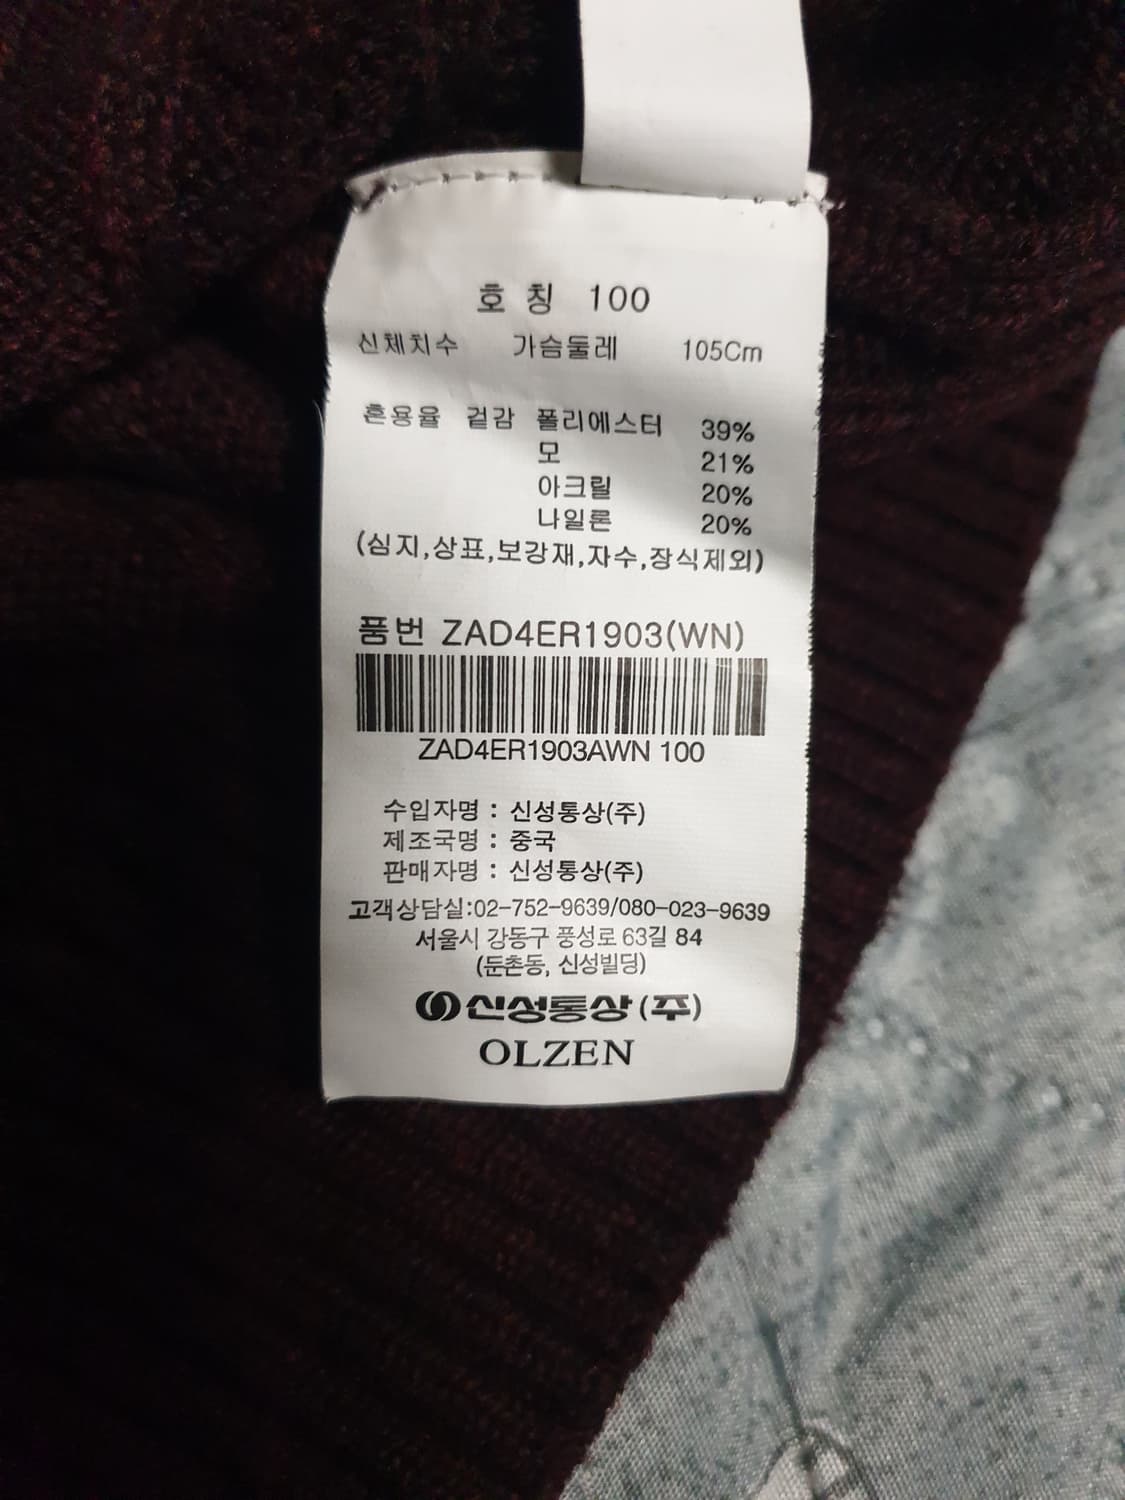 호 칭 100
신체치수 가슴둘레 105Cm
혼용율 겉감 폴리에스터 39%
모 21%
아크릴 20%
나일론 20%
(심지,상표,보강재,자수,장식제외)
품번 ZAD4ER1903(WN)
ZAD4ER1903AWN 100
수입자명 : 신성통상(주)
제조국명 : 중국
판매자명 : 신성통상(주)
고객상담실:02-752-9639/080-023-9639
서울시 강동구 풍성로 63길 84
(둔촌동, 신성빌딩)
신성통상(주)
OLZEN